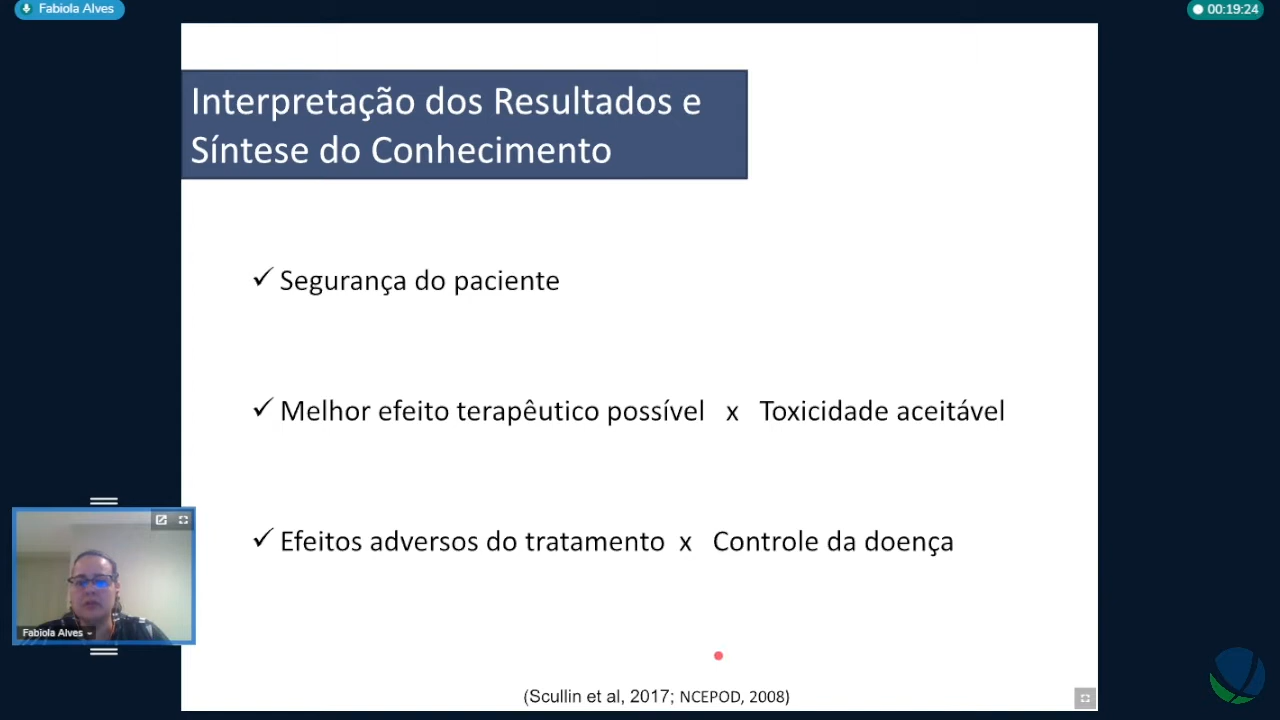 Fabiola Alves
00:19:24
Interpretação dos Resultados e
Síntese do Conhecimento
✓ Segurança do paciente
✓ Melhor efeito terapêutico possível x Toxicidade aceitável
✓ Efeitos adversos do tratamento x Controle da doença
Fabiola Alves
(Scullin et al, 2017; NCEPOD, 2008)